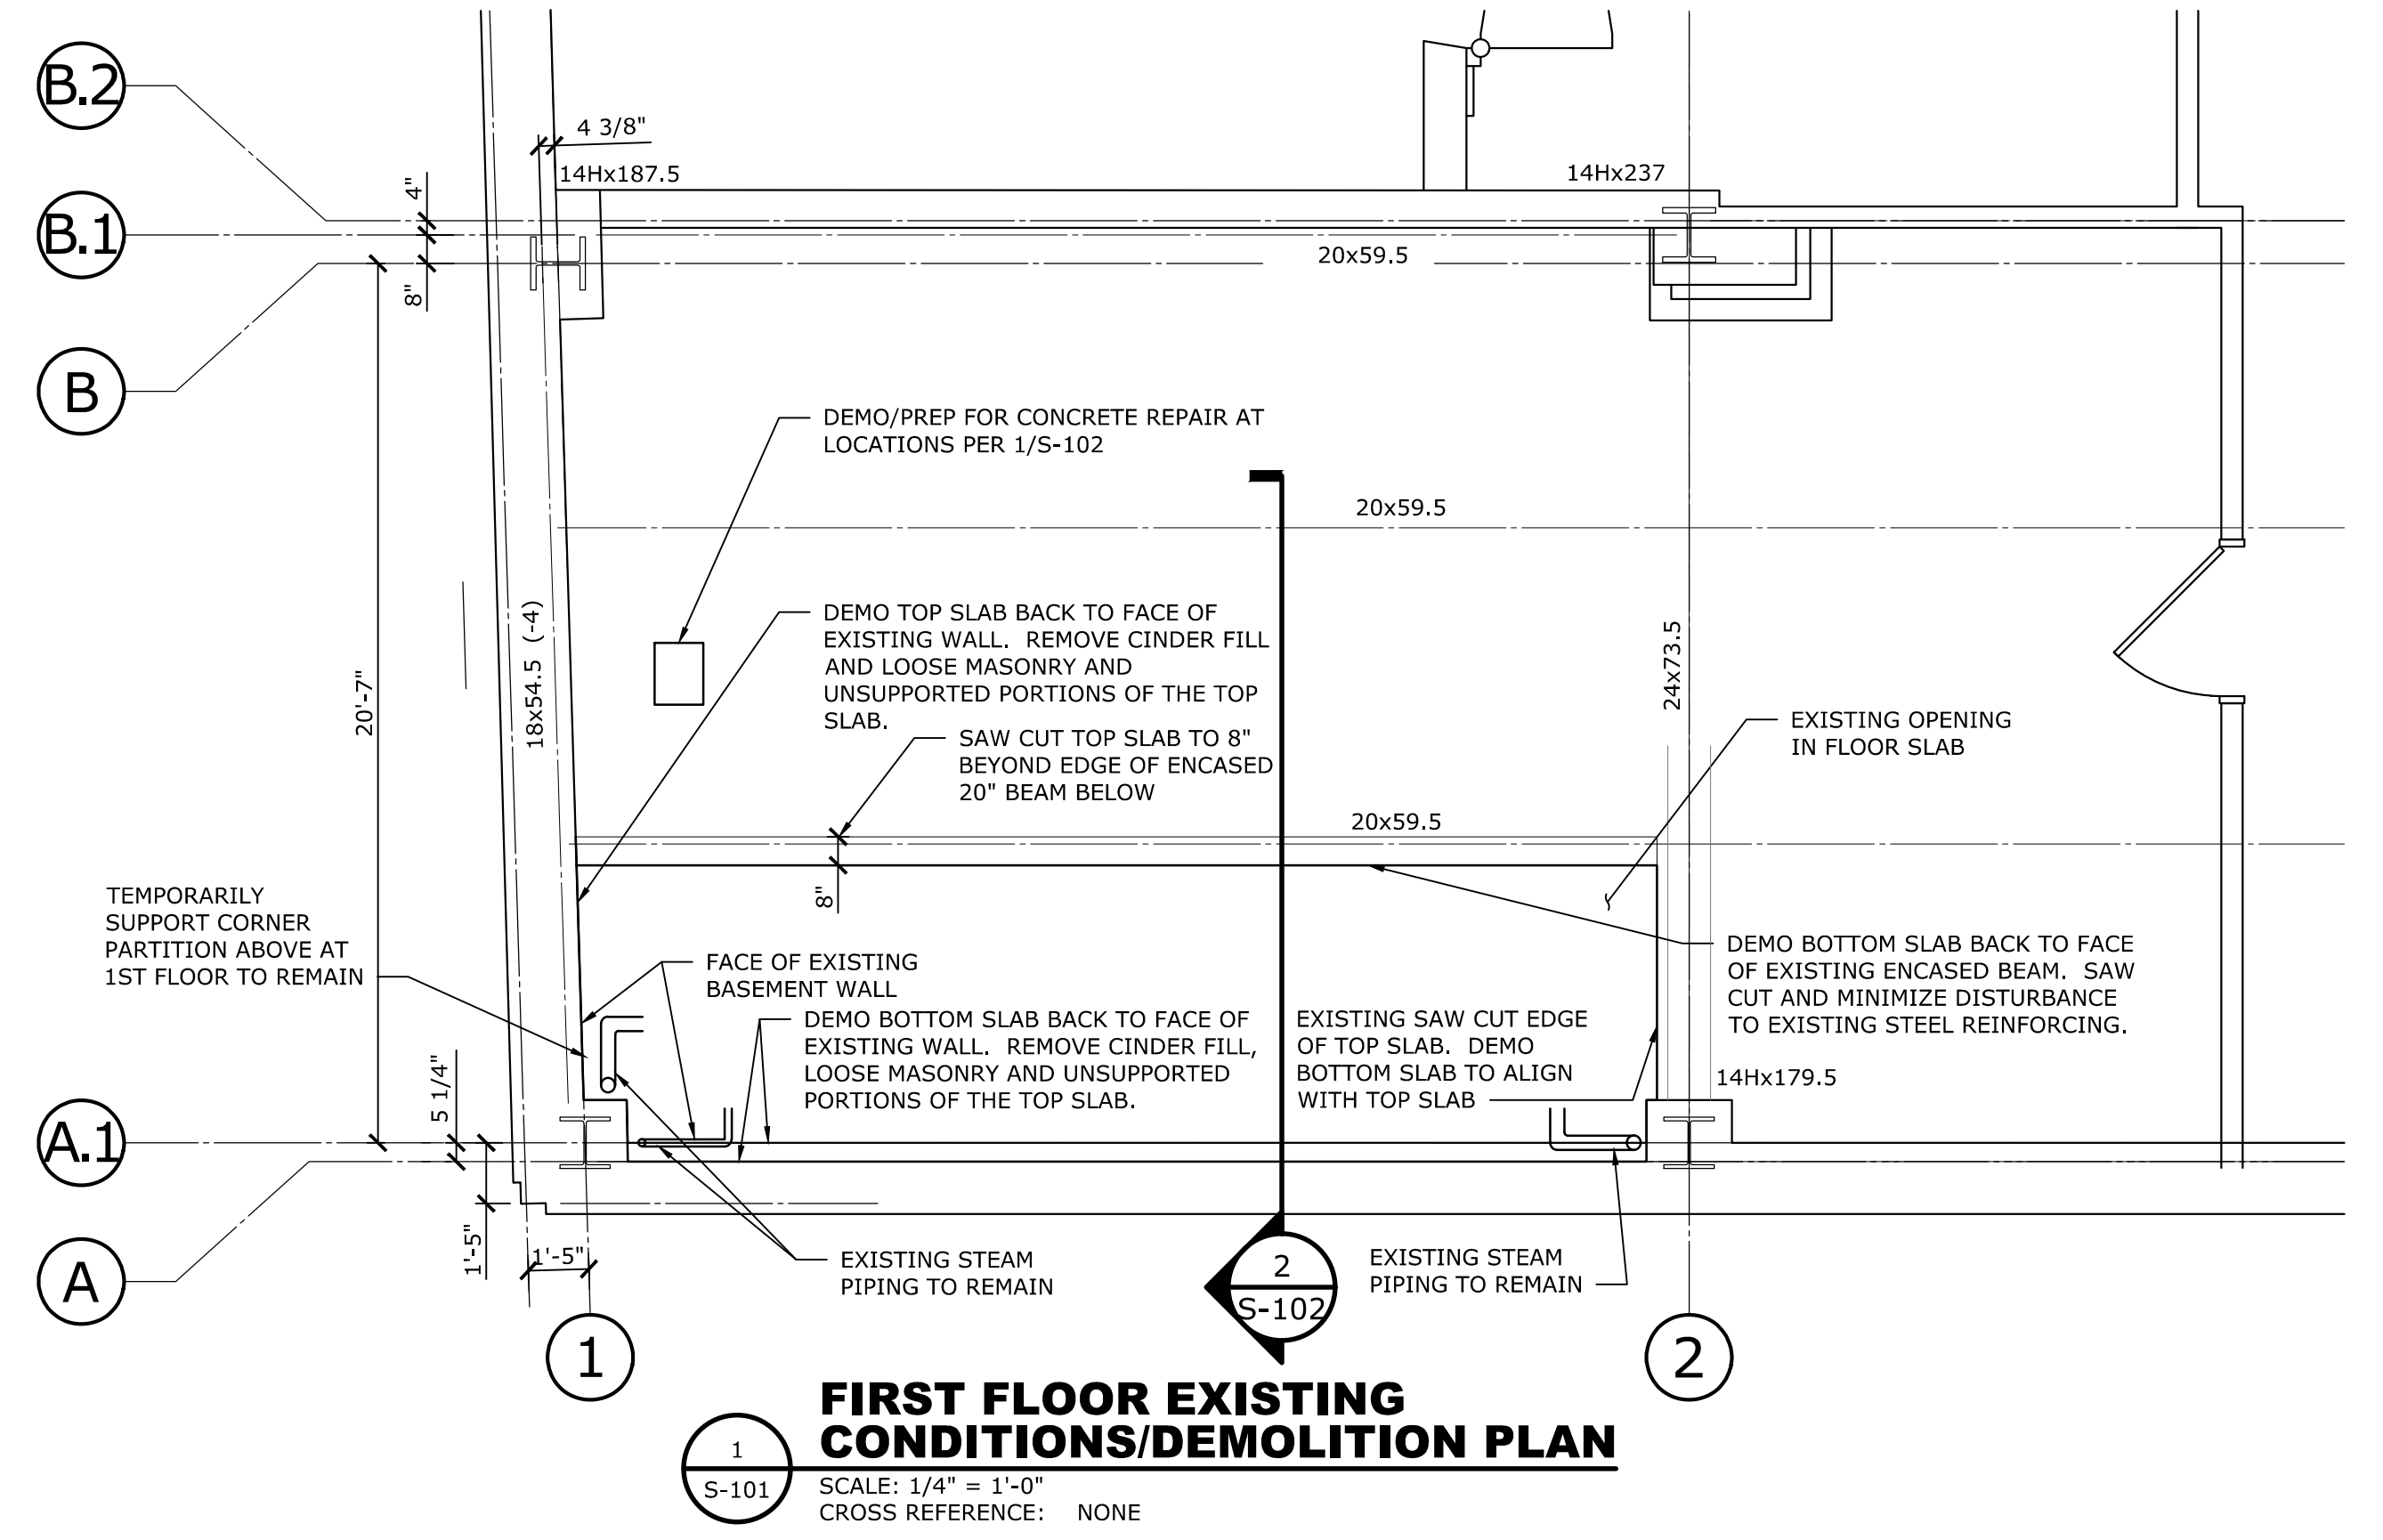 B.2
4 3/8"
14Hx187.5
14Hx237
4"
B.1
20x59.5
8"
B
DEMO/PREP FOR CONCRETE REPAIR AT
LOCATIONS PER 1/S-102
20x59.5
18x54.5  (-4)
DEMO TOP SLAB BACK TO FACE OF
EXISTING WALL.  REMOVE CINDER FILL
AND LOOSE MASONRY AND
UNSUPPORTED PORTIONS OF THE TOP
SLAB.
20'-7"
24x73.5
EXISTING OPENING
IN FLOOR SLAB
SAW CUT TOP SLAB TO 8"
BEYOND EDGE OF ENCASED
20" BEAM BELOW
20x59.5
8"
TEMPORARILY
SUPPORT CORNER
PARTITION ABOVE AT
1ST FLOOR TO REMAIN
FACE OF EXISTING
BASEMENT WALL
DEMO BOTTOM SLAB BACK TO FACE
OF EXISTING ENCASED BEAM.  SAW
CUT AND MINIMIZE DISTURBANCE
TO EXISTING STEEL REINFORCING.
DEMO BOTTOM SLAB BACK TO FACE OF
EXISTING WALL.  REMOVE CINDER FILL,
LOOSE MASONRY AND UNSUPPORTED
PORTIONS OF THE TOP SLAB.
EXISTING SAW CUT EDGE
OF TOP SLAB.  DEMO
BOTTOM SLAB TO ALIGN
WITH TOP SLAB
14Hx179.5
5 1/4"
A.1
A
1'-5"
1'-5"
EXISTING STEAM
PIPING TO REMAIN
2
S-102
EXISTING STEAM
PIPING TO REMAIN
1
2
FIRST FLOOR EXISTING
CONDITIONS/DEMOLITION PLAN
1
S-101
SCALE: 1/4" = 1'-0"
CROSS REFERENCE:   NONE